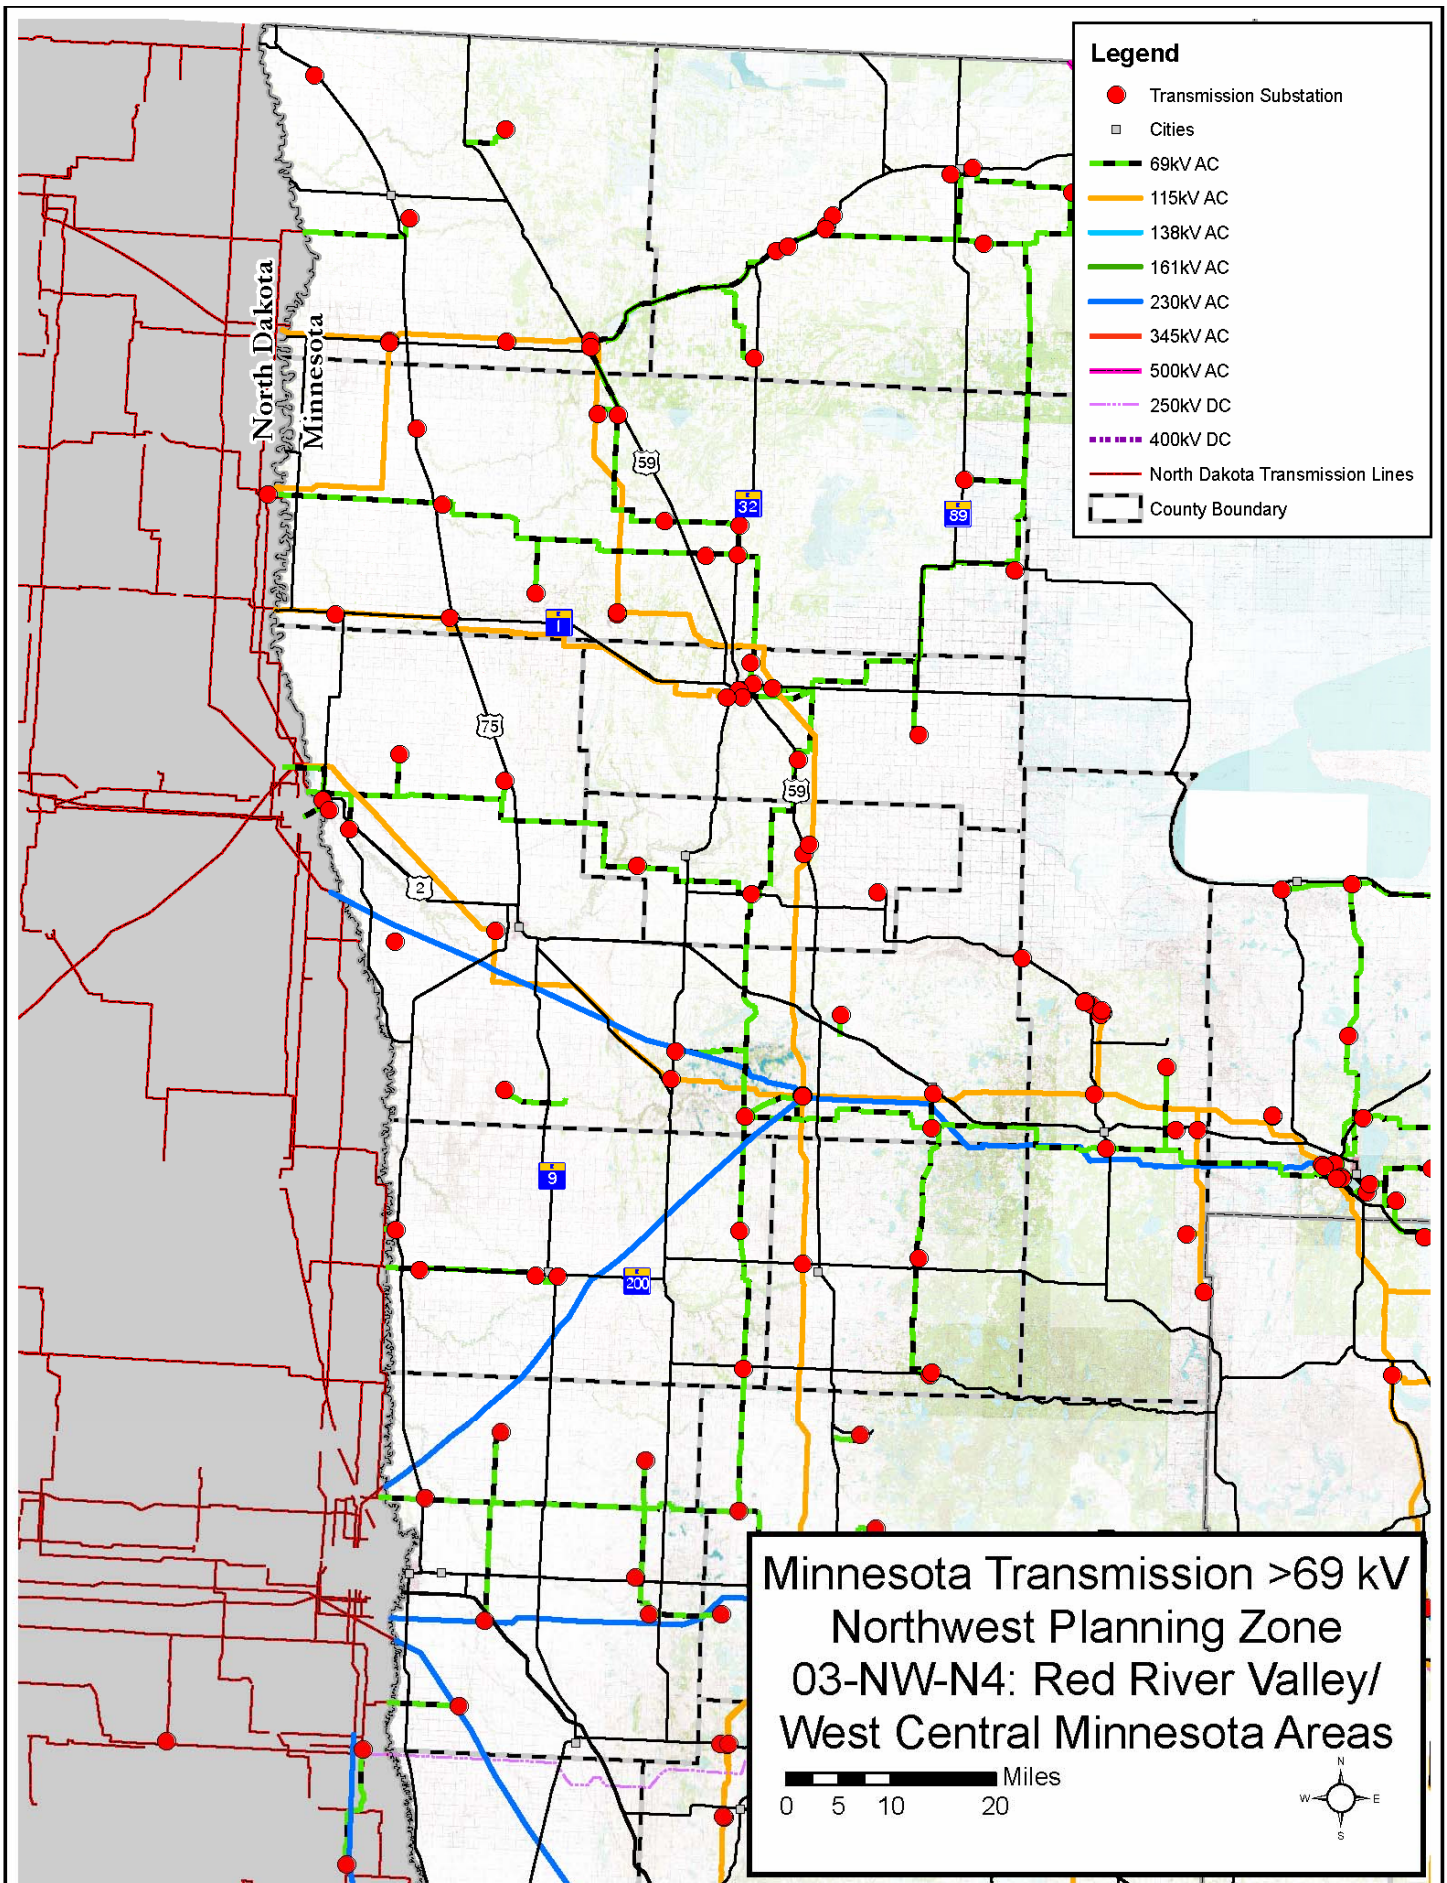 Legend
Transmission Substation
Cities
69kV AC
115kV AC
138kV AC
161kV AC
230kV AC
345kV AC
500kV AC
250kV DC
400kV DC
North Dakota Transmission Lines
County Boundary
North Dakota
Minnesota
59
32
89
1
75
59
2
9
200
Minnesota Transmission >69 kV
Northwest Planning Zone
03-NW-N4: Red River Valley/
West Central Minnesota Areas
Miles
0 5 10 20
N
W E
S